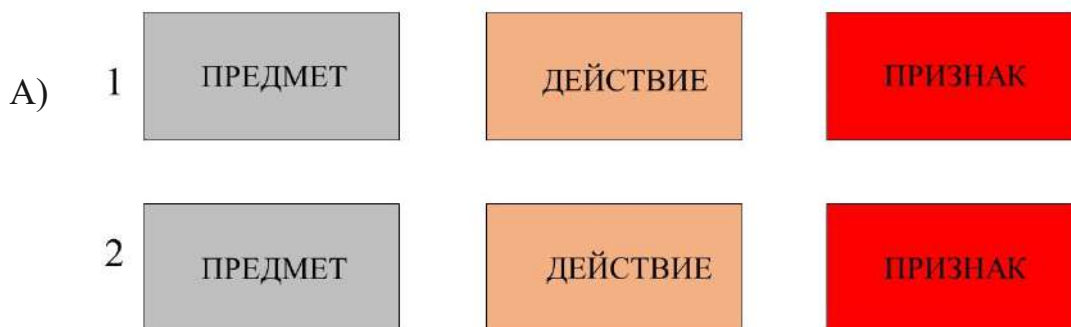 А) 1 ПРЕДМЕТ ДЕЙСТВИЕ ПРИЗНАК
2 ПРЕДМЕТ ДЕЙСТВИЕ ПРИЗНАК